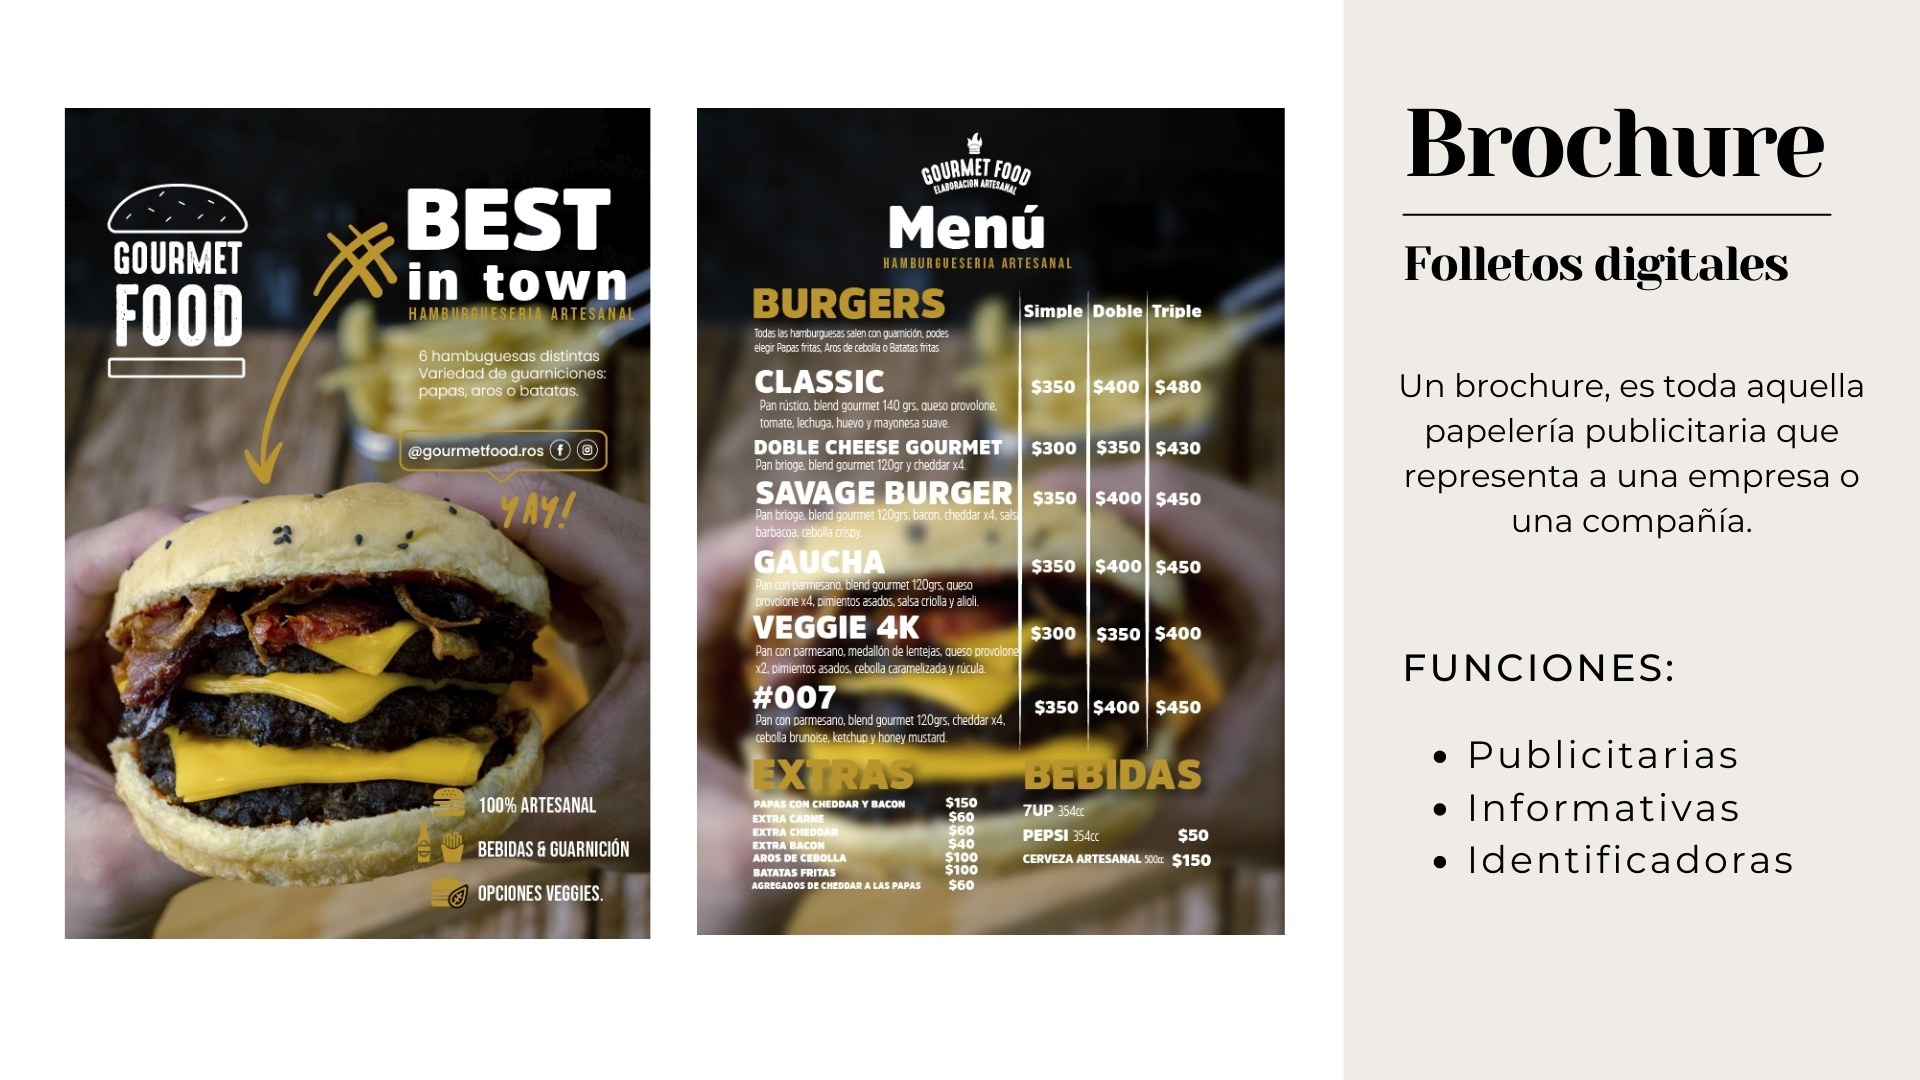 GOURMET
FOOD
BEST
in town
HAMBURGUESERIA ARTESANAL
6 hambuguesas distintas
Variedad de guarniciones:
papas, aros o batatas.
@gourmetfood.ros
YAY!
100% ARTESANAL
BEBIDAS & GUARNICIÓN
OPCIONES VEGGIES.
GOURMET FOOD
ELABORACION ARTESANAL
Menú
HAMBURGUESERIA ARTESANAL
BURGERS Simple Doble Triple
Todas las hamburguesas salen con guarnición, podes
elegir Papas fritas, Aros de cebolla o Batatas fritas
CLASSIC $350 $400 $480
Pan rústico, blend gourmet 140 grs, queso provolone,
tomate, lechuga, huevo y mayonesa suave.
DOBLE CHEESE GOURMET $300 $350 $430
Pan brioge, blend gourmet 120gr y cheddar x4.
SAVAGE BURGER $350 $400 $450
Pan brioge, blend gourmet 120grs, bacon, cheddar x4, salsa
barbacoa, cebolla crispy.
GAUCHA $350 $400 $450
Pan con parmesano, blend gourmet 120grs, queso
provolone x4, pimientos asados, salsa criolla y alioli.
VEGGIE 4K $300 $350 $400
Pan con parmesano, medallón de lentejas, queso provolone
x2, pimientos asados, cebolla caramelizada y rúcula.
#007 $350 $400 $450
Pan con parmesano, blend gourmet 120grs, cheddar x4,
cebolla brunoise, ketchup y honey mustard.
EXTRAS
PAPAS CON CHEDDAR Y BACON $150
EXTRA CARNE $60
EXTRA CHEDDAR $60
EXTRA BACON $40
AROS DE CEBOLLA $100
BATATAS FRITAS $100
AGREGADOS DE CHEDDAR A LAS PAPAS $60
BEBIDAS
7UP 354cc
PEPSI 354cc $50
CERVEZA ARTESANAL 500cc $150
Brochure
Folletos digitales
Un brochure, es toda aquella
papelería publicitaria que
representa a una empresa o
una compañía.
FUNCIONES:
• Publicitarias
• Informativas
• Identificadoras